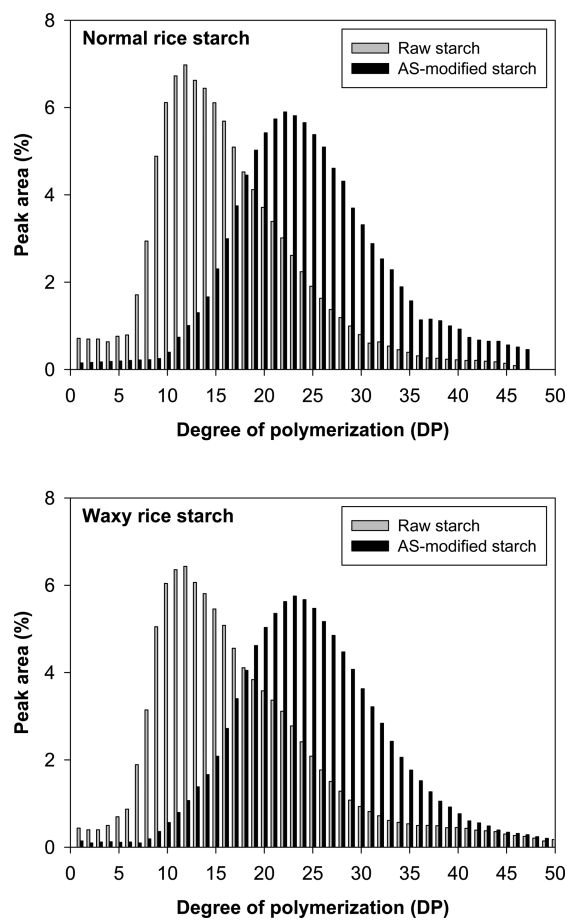 Normal rice starch
Raw starch
AS-modified starch
Peak area (%)
8
6
4
2
0
0 5 10 15 20 25 30 35 40 45 50
Degree of polymerization (DP)
Waxy rice starch
Raw starch
AS-modified starch
Peak area (%)
8
6
4
2
0
0 5 10 15 20 25 30 35 40 45 50
Degree of polymerization (DP)